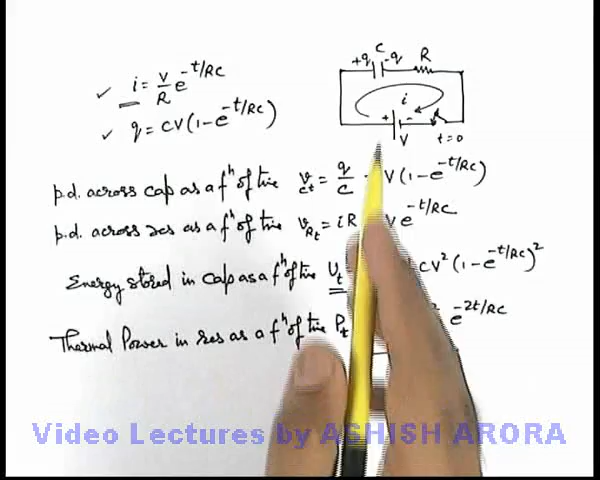 i = V/R e^-t/RC
q = CV(1-e^-t/RC)
+q C -q R
i
+ - V t=0
p.d. across cap as a fⁿ of time v_ct = q/c = V(1-e^-t/RC)
p.d. across res as a fⁿ of time v_Rt = iR V e^-t/RC
Energy stored in cap as a fⁿ of time U_t CV²(1-e^-t/RC)²
Thermal Power in res as a fⁿ of time P_t ² e^-2t/RC
Video Lectures by ASHISH ARORA